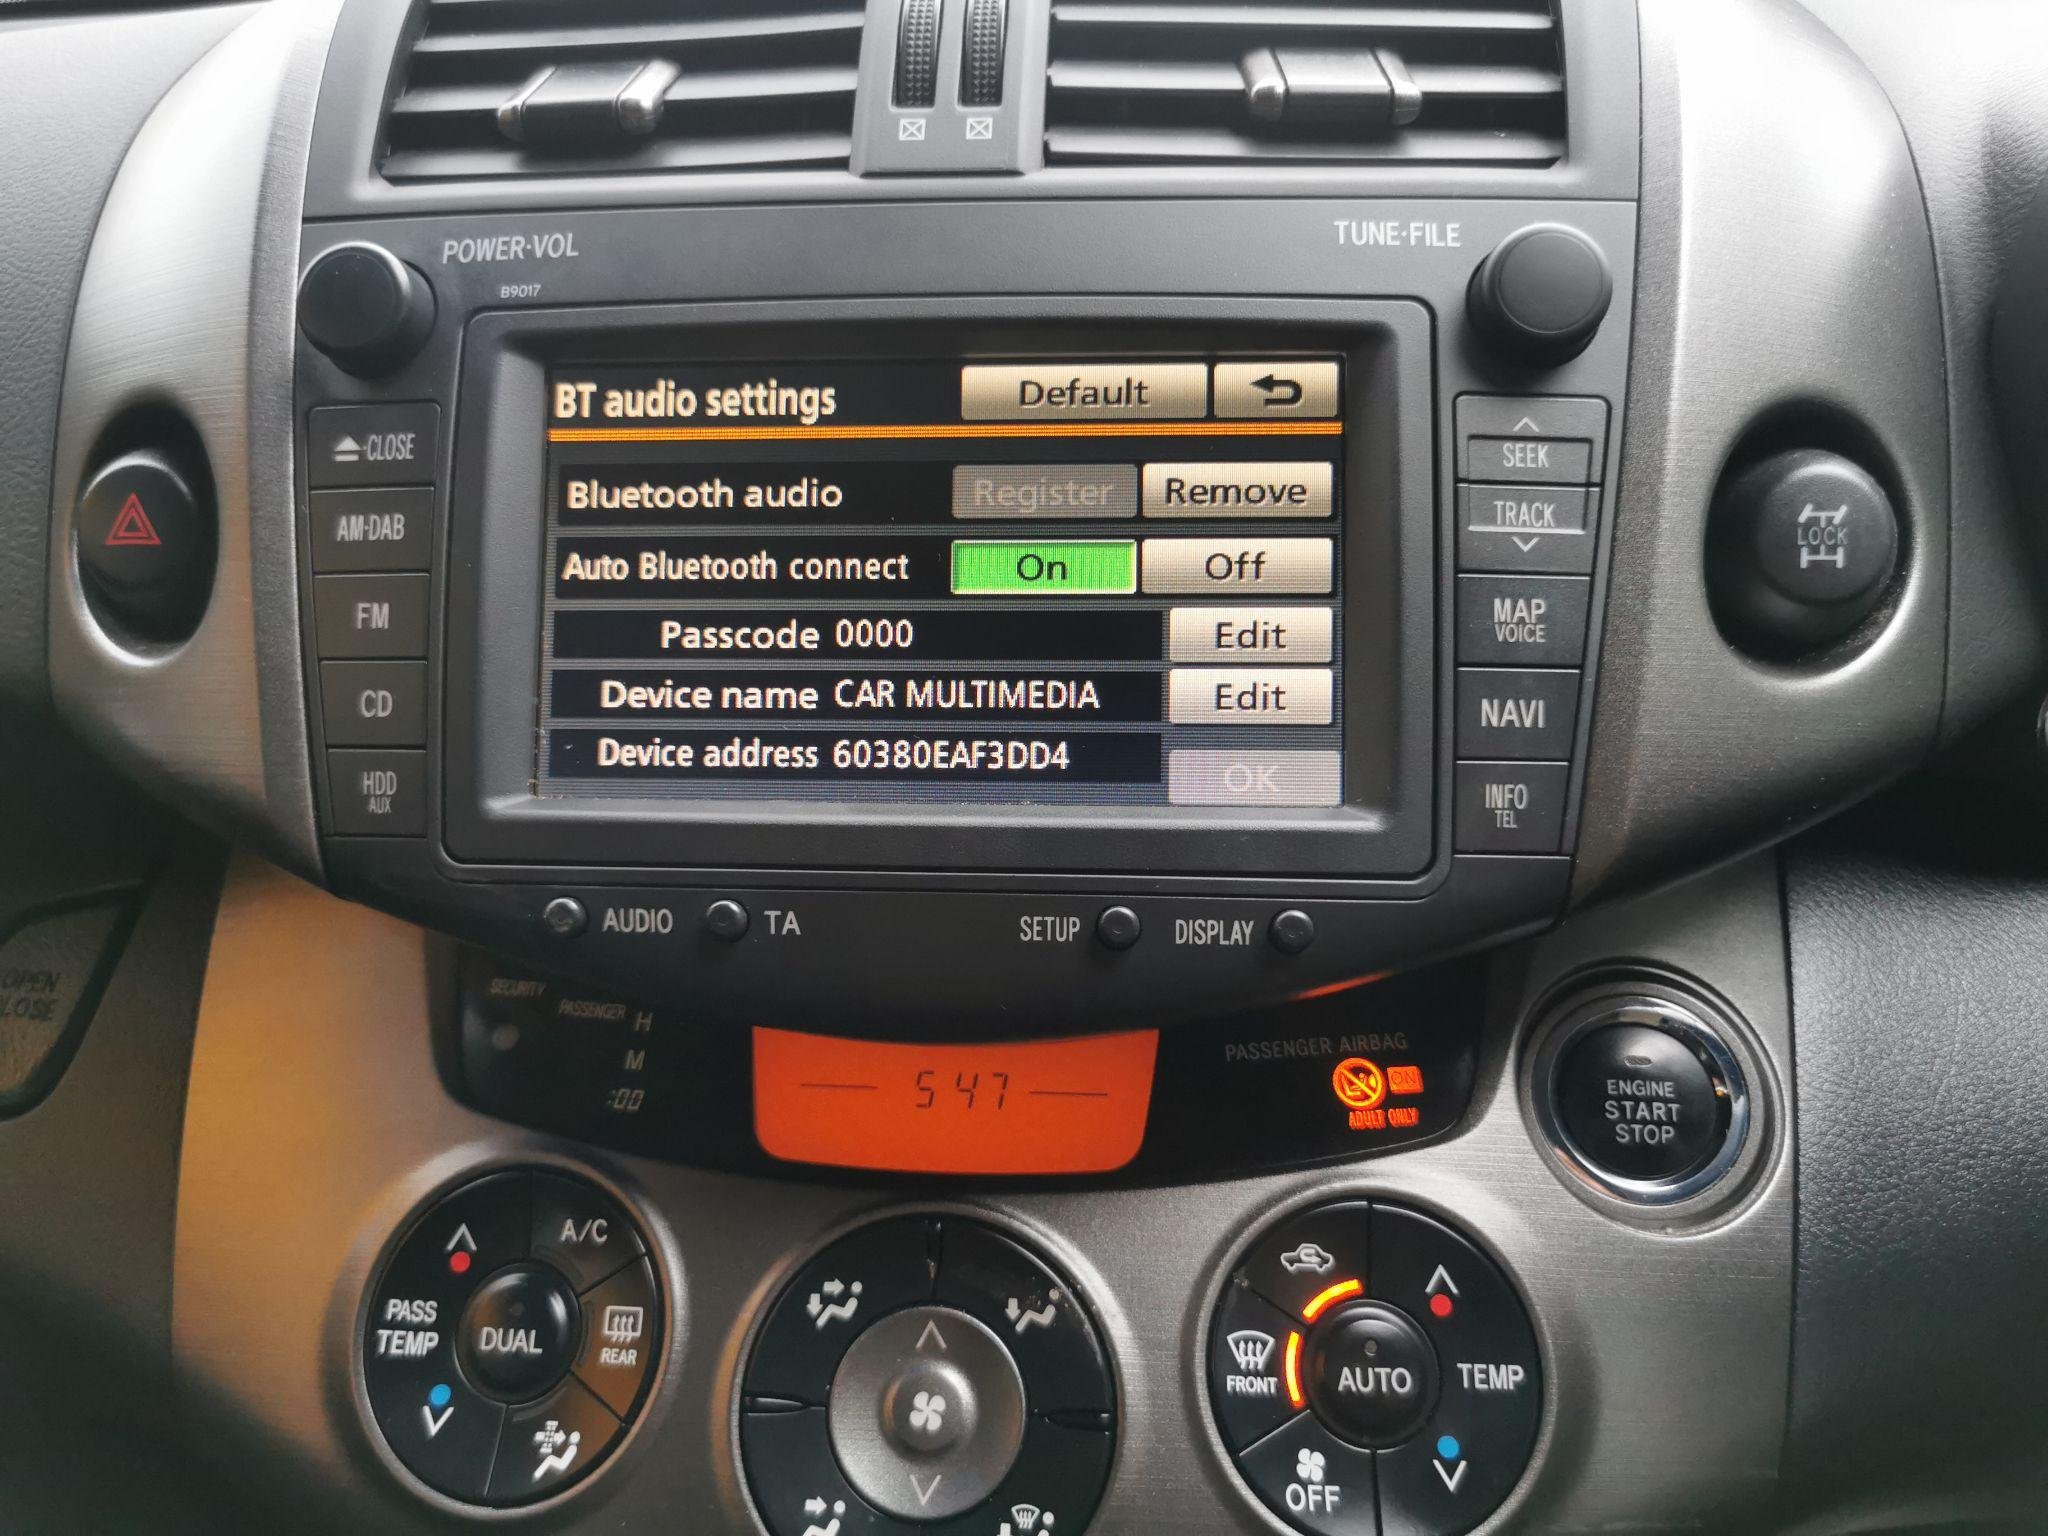 POWER·VOL
TUNE·FILE
B9017
BT audio settings Default
Bluetooth audio Register Remove
Auto Bluetooth connect On Off
Passcode 0000 Edit
Device name CAR MULTIMEDIA Edit
Device address 60380EAF3DD4 OK
CLOSE
AM·DAB
FM
CD
HDD
AUX
SEEK
TRACK
MAP
VOICE
NAVI
INFO
TEL
LOCK
AUDIO TA SETUP DISPLAY
OPEN
CLOSE
SECURITY
PASSENGER
H
M
:00
5 47
PASSENGER AIRBAG
ON
ADULT ONLY
ENGINE
START
STOP
A/C
PASS
TEMP
DUAL
REAR
FRONT
AUTO
TEMP
OFF